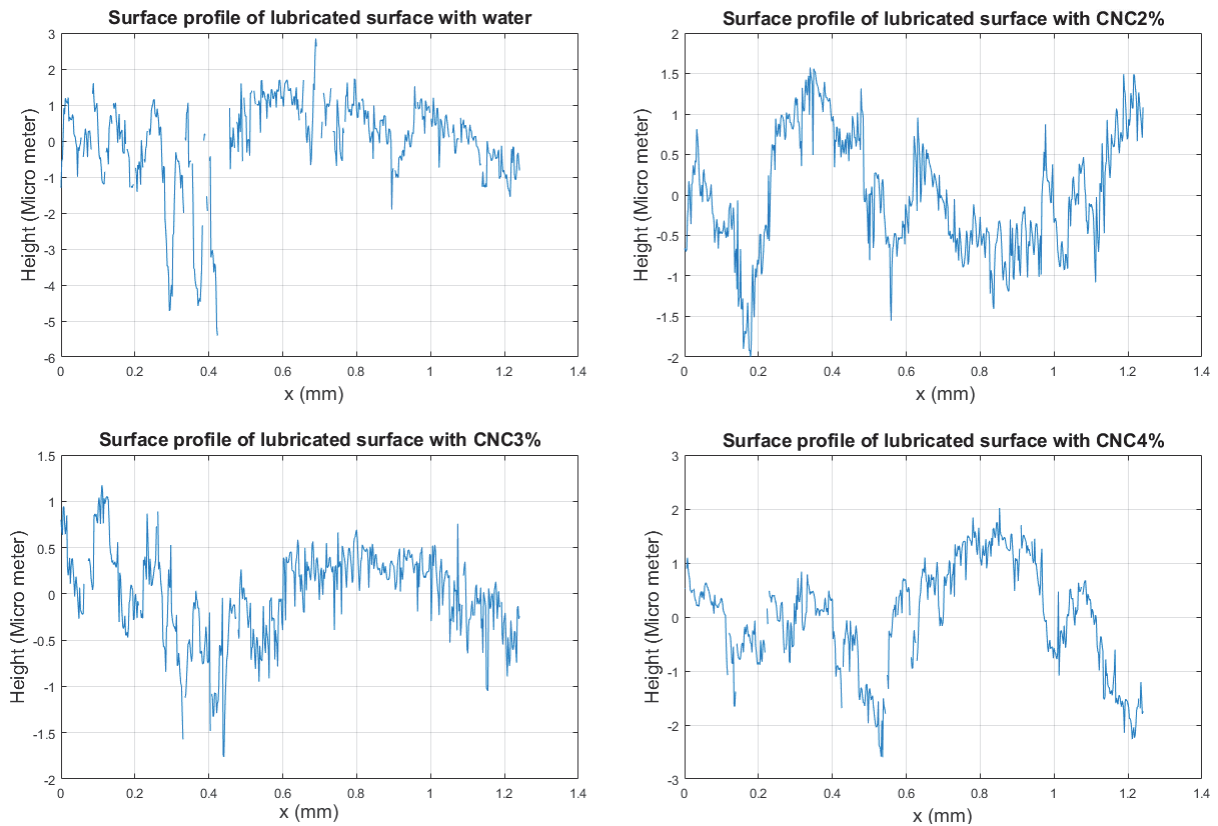 Surface profile of lubricated surface with water
Height (Micro meter)
3
2
1
0
-1
-2
-3
-4
-5
-6
0 0.2 0.4 0.6 0.8 1 1.2 1.4
x (mm)
Surface profile of lubricated surface with CNC2%
Height (Micro meter)
2
1.5
1
0.5
0
-0.5
-1
-1.5
-2
0 0.2 0.4 0.6 0.8 1 1.2 1.4
x (mm)
Surface profile of lubricated surface with CNC3%
Height (Micro meter)
1.5
1
0.5
0
-0.5
-1
-1.5
-2
0 0.2 0.4 0.6 0.8 1 1.2 1.4
x (mm)
Surface profile of lubricated surface with CNC4%
Height (Micro meter)
3
2
1
0
-1
-2
-3
0 0.2 0.4 0.6 0.8 1 1.2 1.4
x (mm)